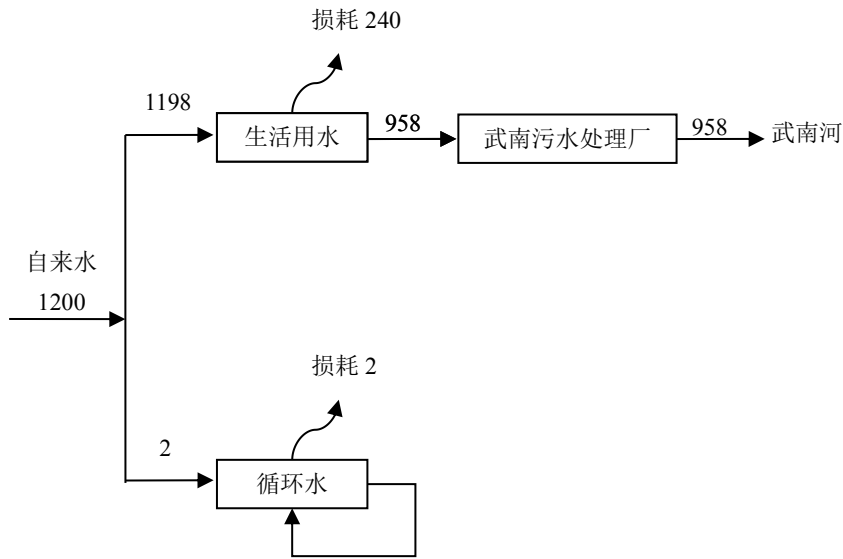 损耗 240
1198
生活用水
958
武南污水处理厂
958
武南河
自来水
1200
损耗 2
2
循环水